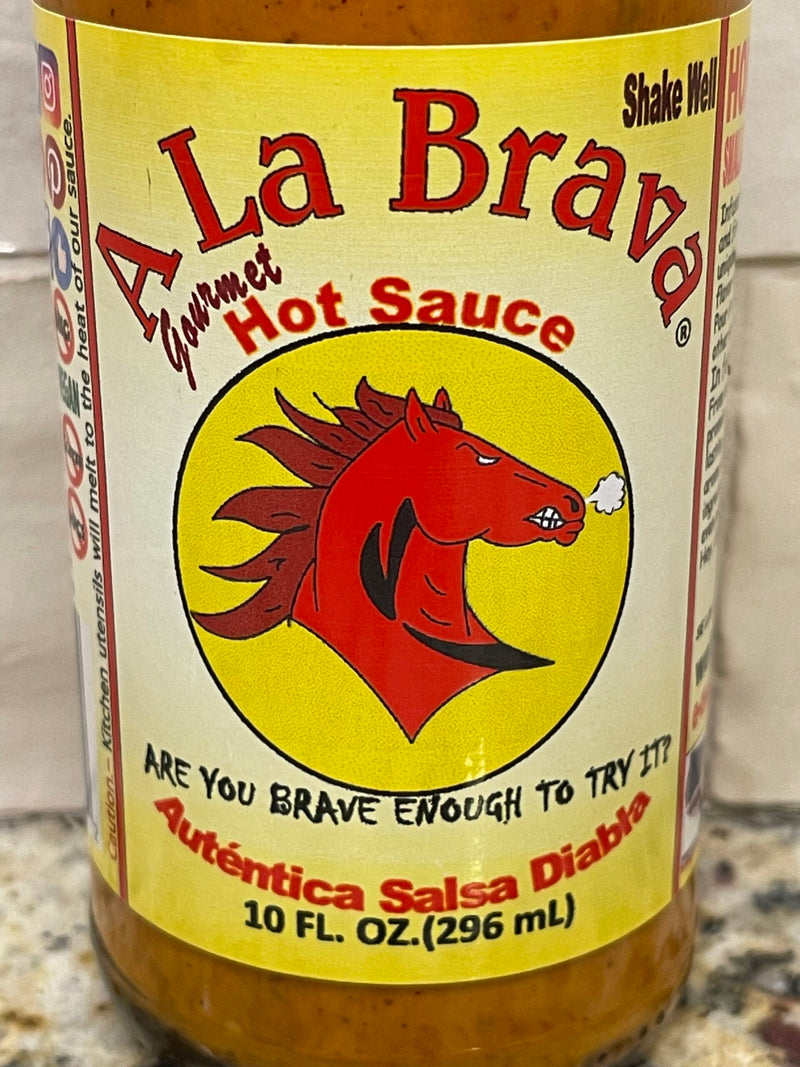 Shake Well
A La Brava®
Gourmet
Hot Sauce
ARE YOU BRAVE ENOUGH TO TRY IT?
Auténtica Salsa Diabla
10 FL. OZ.(296 mL)
Caution - Kitchen utensils will melt to the heat of our sauce.